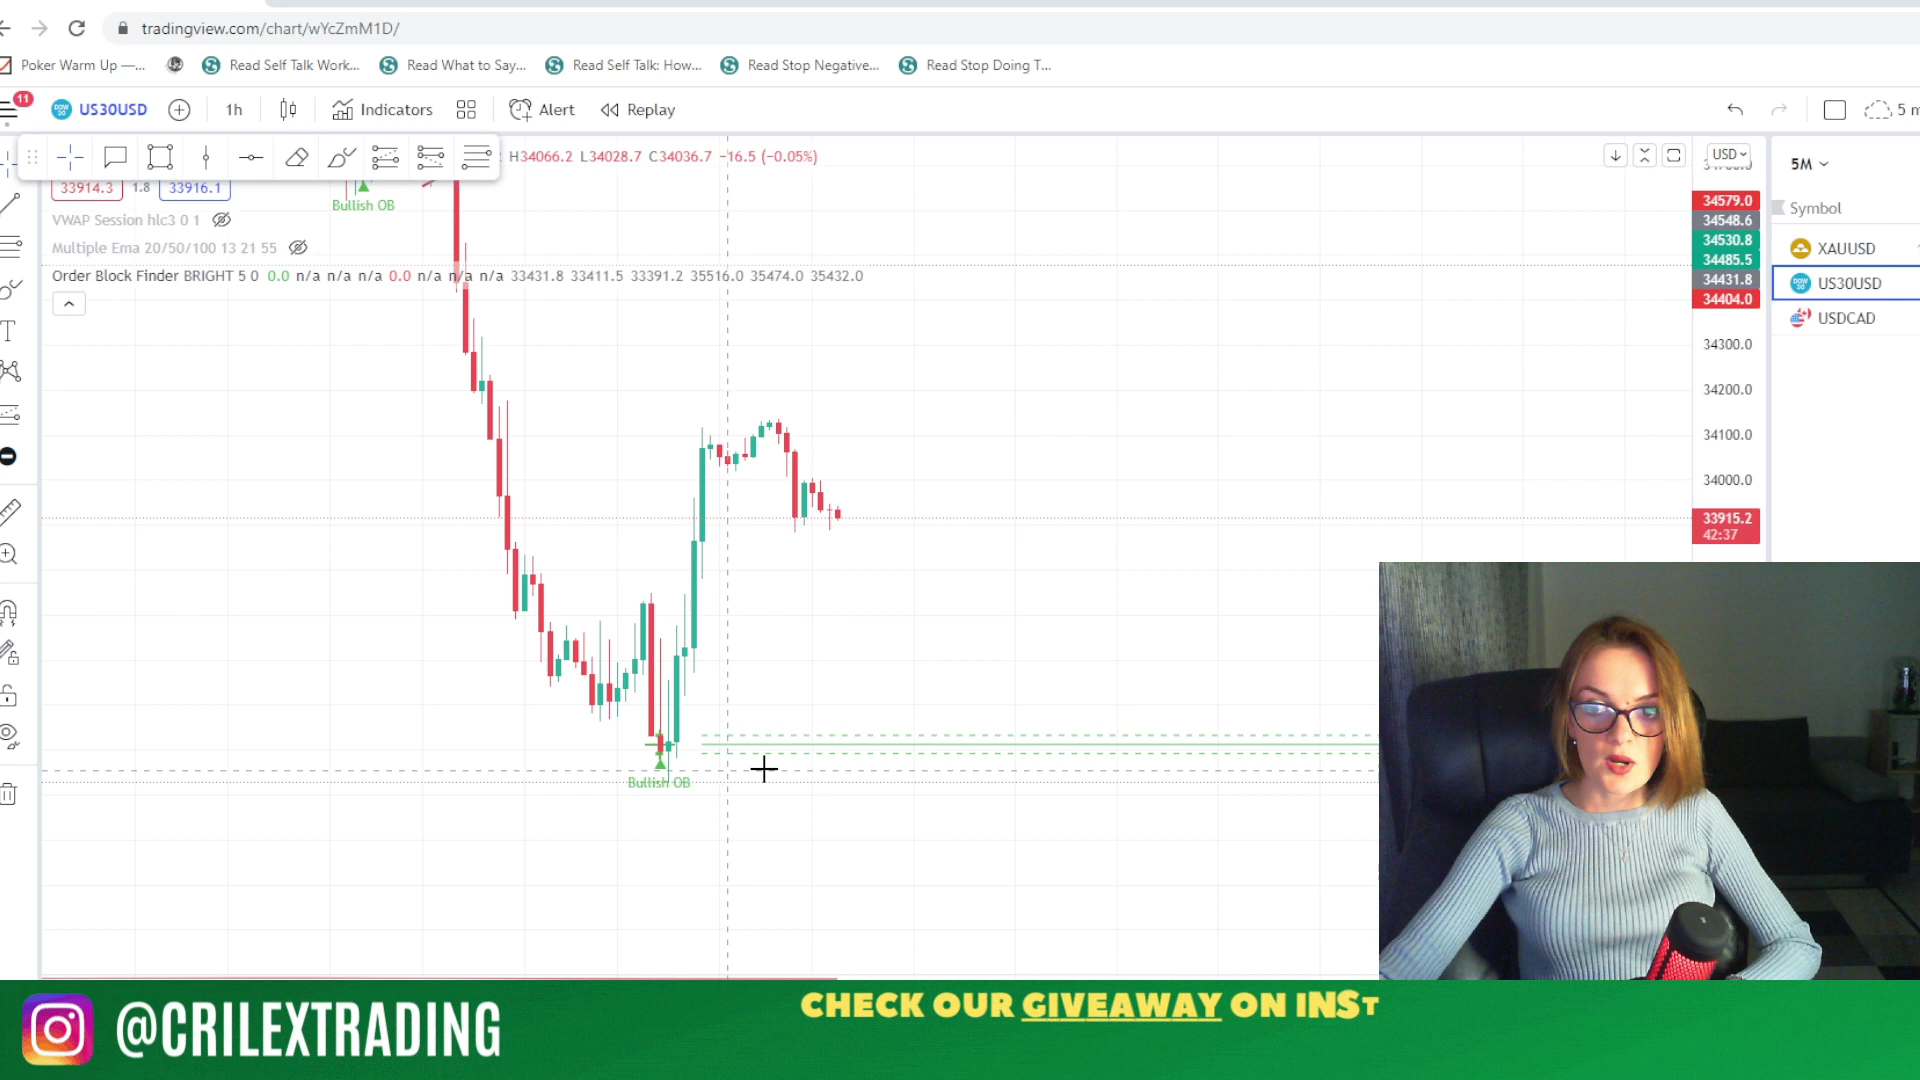 tradingview.com/chart/wYcZmM1D/
Poker Warm Up —...
Read Self Talk Work...
Read What to Say...
Read Self Talk: How...
Read Stop Negative...
Read Stop Doing T...
11
US30USD
1h
Indicators
Alert
Replay
5 m
H34066.2 L34028.7 C34036.7 −16.5 (−0.05%)
USD
5M
33914.3 1.8 33916.1
Bullish OB
VWAP Session hlc3 0 1
Multiple Ema 20/50/100 13 21 55
Order Block Finder BRIGHT 5 0 0.0 n/a n/a n/a 0.0 n/a n/a n/a 33431.8 33411.5 33391.2 35516.0 35474.0 35432.0
34579.0
34548.6
34530.8
34485.5
34431.8
34404.0
34300.0
34200.0
34100.0
34000.0
33915.2
42:37
Symbol
XAUUSD
US30USD
USDCAD
Bullish OB
@CRILEXTRADING
CHECK OUR GIVEAWAY ON INST